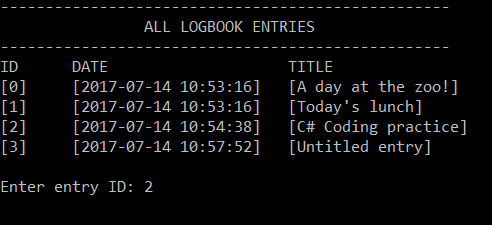 --------------------------------------------------
ALL LOGBOOK ENTRIES
--------------------------------------------------
ID DATE TITLE
[0] [2017-07-14 10:53:16] [A day at the zoo!]
[1] [2017-07-14 10:53:16] [Today's lunch]
[2] [2017-07-14 10:54:38] [C# Coding practice]
[3] [2017-07-14 10:57:52] [Untitled entry]
Enter entry ID: 2